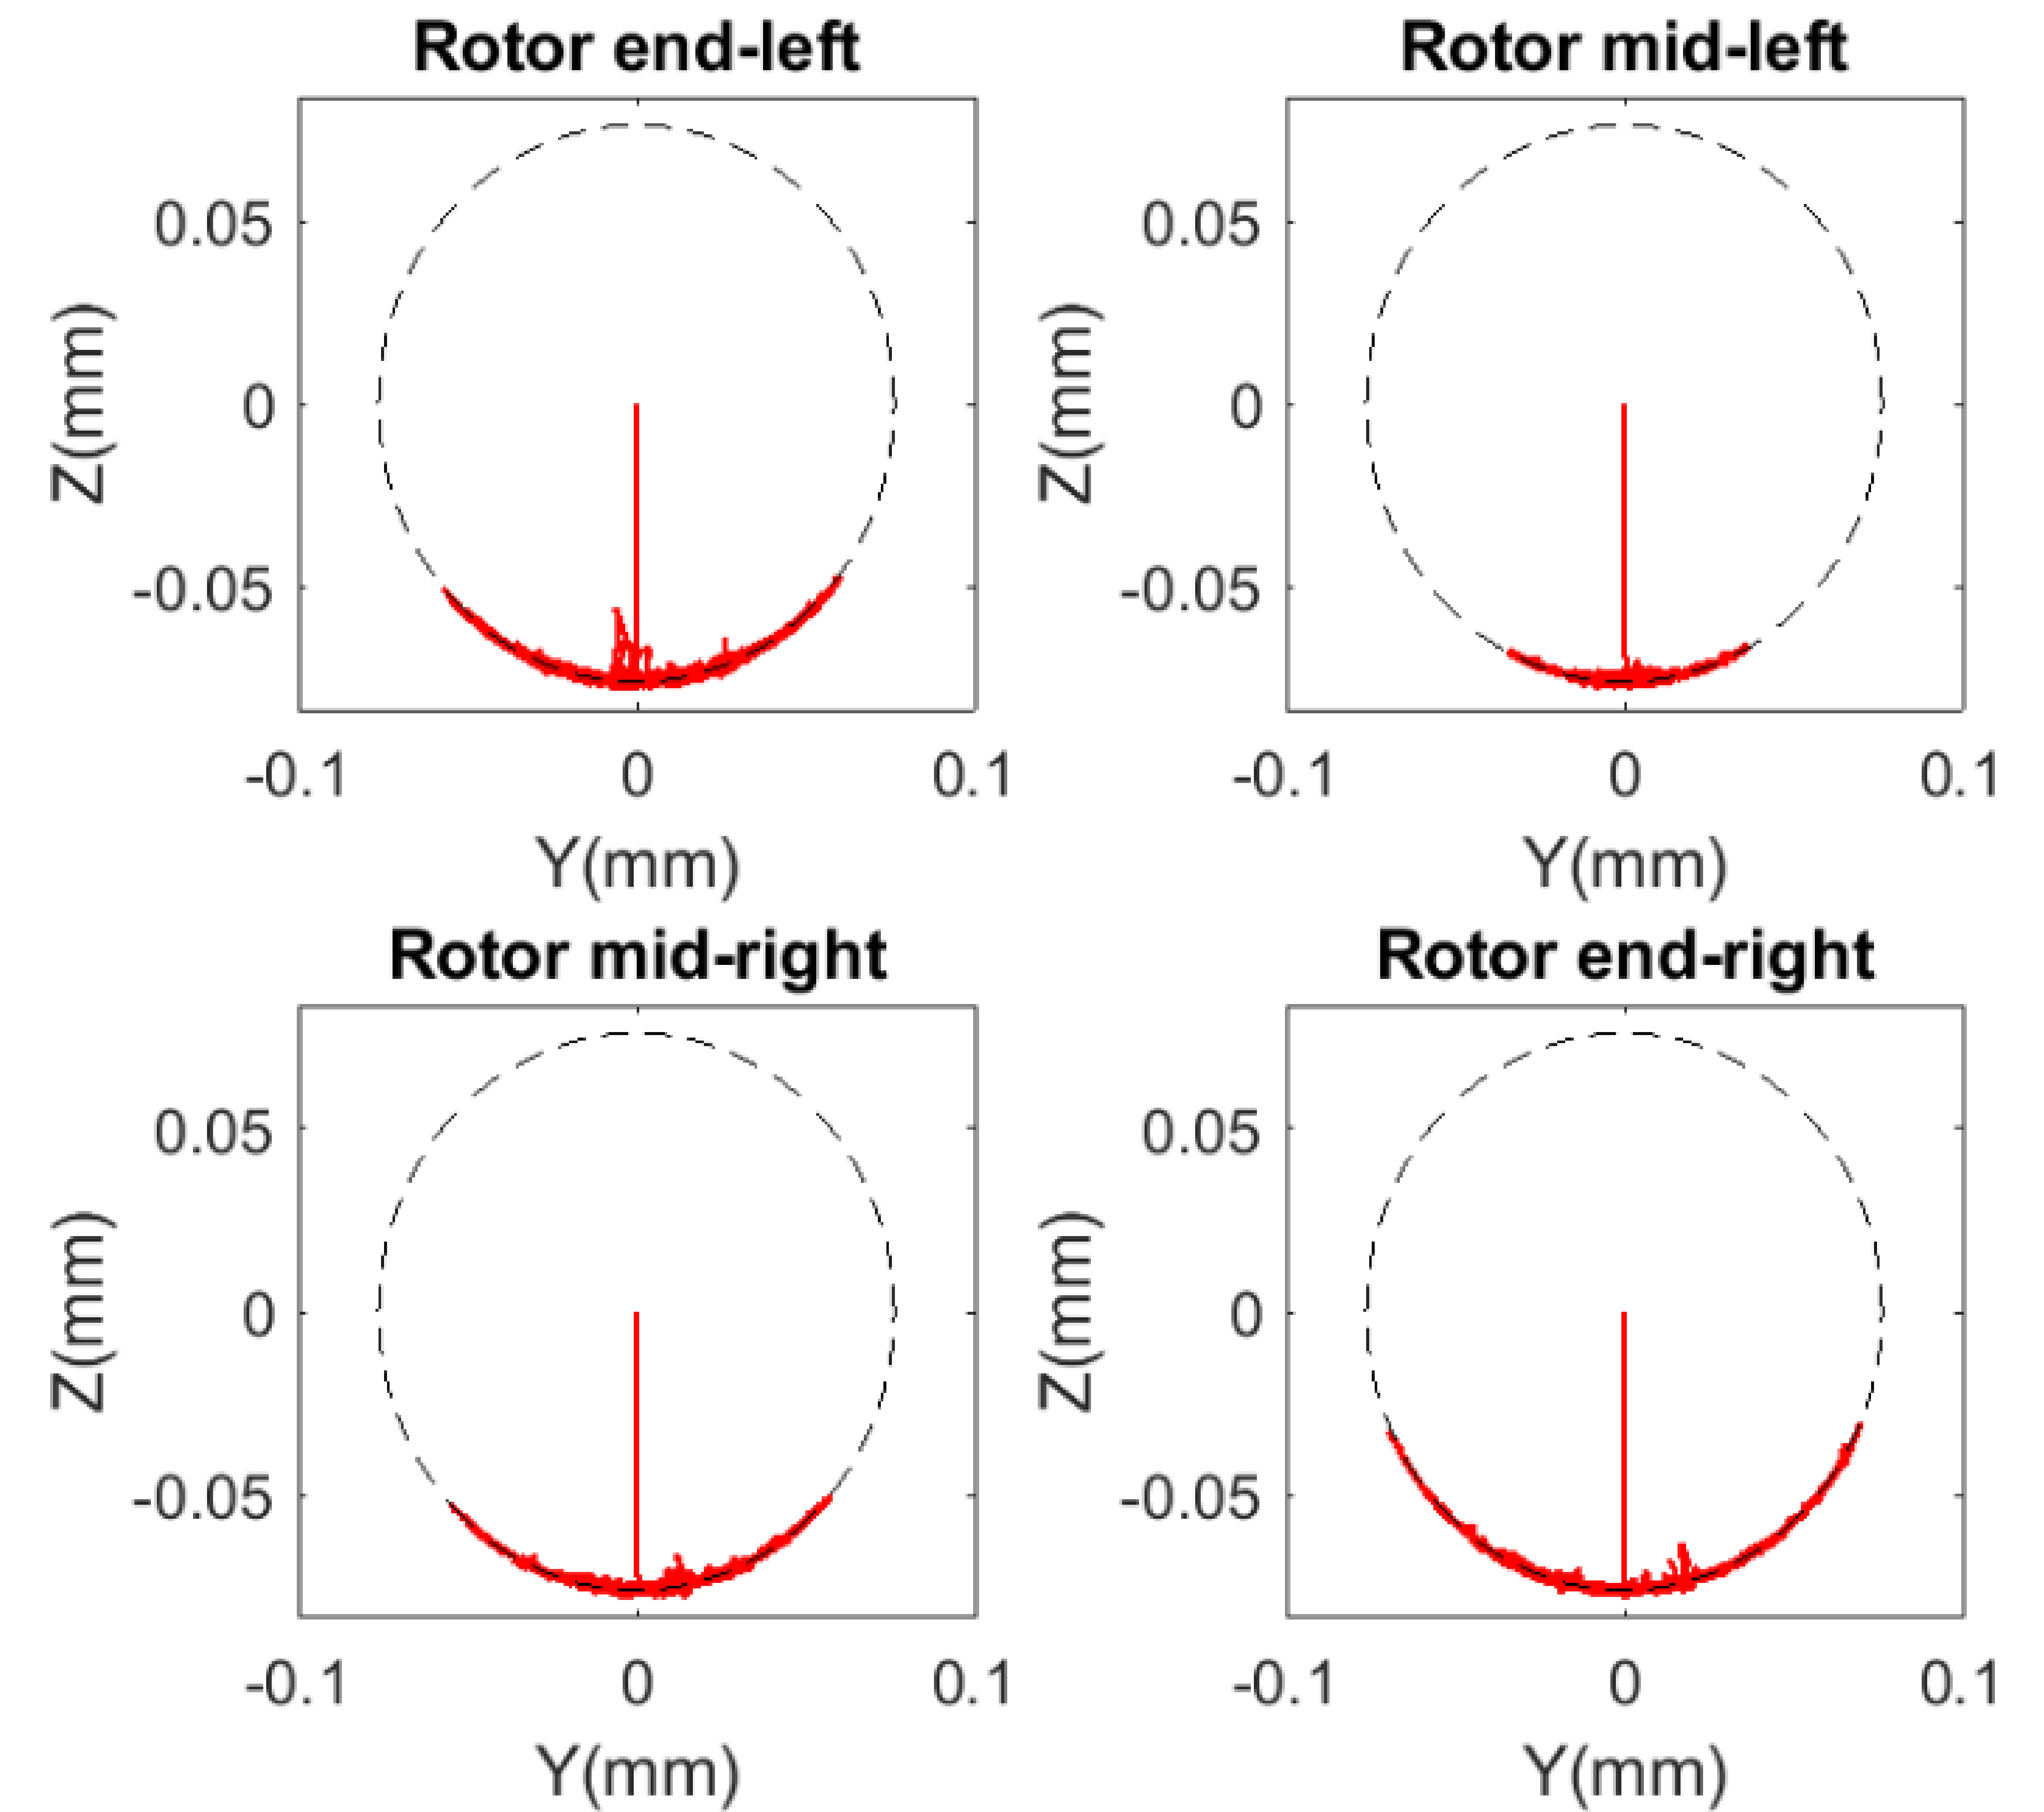 Rotor end-left
Z(mm)
0.05
0
-0.05
-0.1 0 0.1
Y(mm)
Rotor mid-left
Z(mm)
0.05
0
-0.05
-0.1 0 0.1
Y(mm)
Rotor mid-right
Z(mm)
0.05
0
-0.05
-0.1 0 0.1
Y(mm)
Rotor end-right
Z(mm)
0.05
0
-0.05
-0.1 0 0.1
Y(mm)